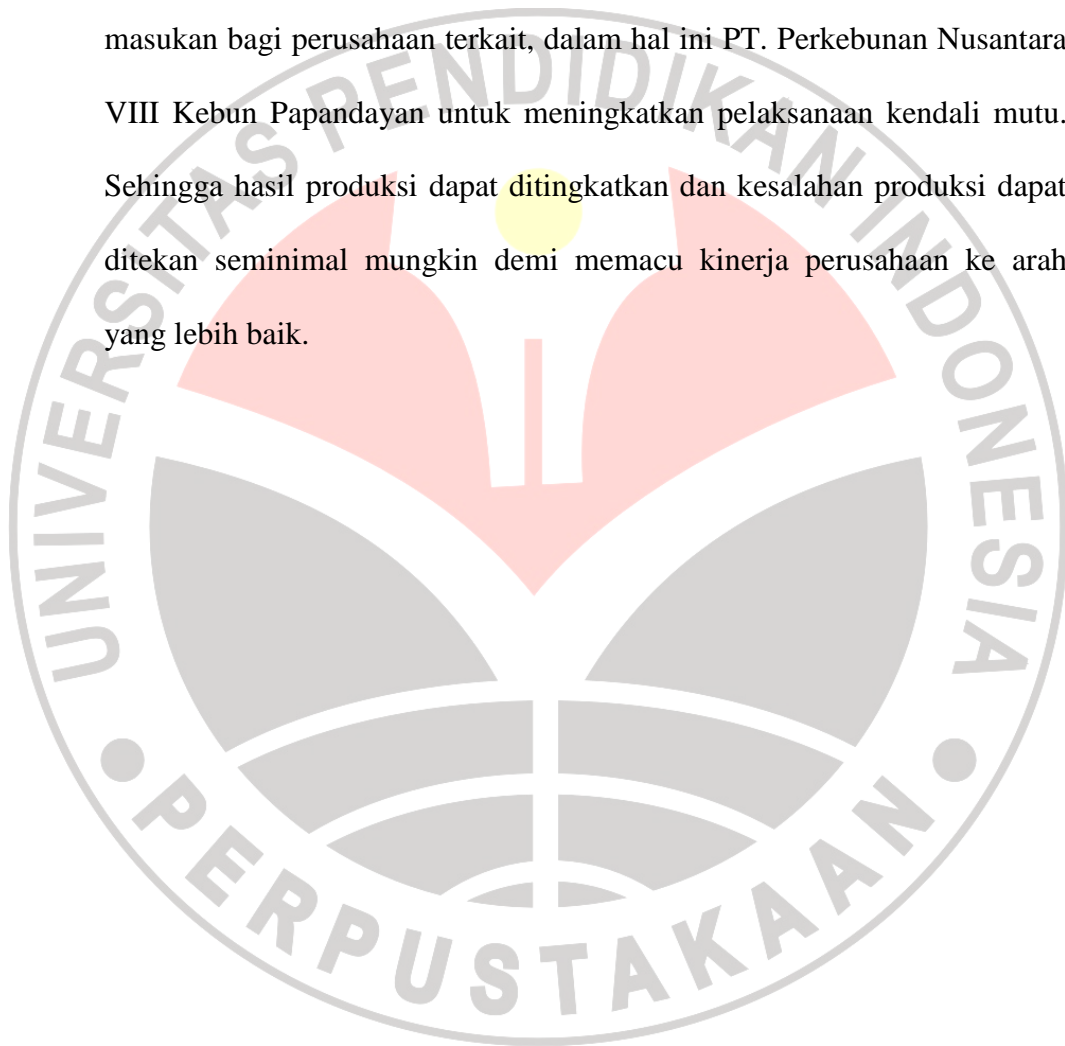 masukan bagi perusahaan terkait, dalam hal ini PT. Perkebunan Nusantara
VIII Kebun Papandayan untuk meningkatkan pelaksanaan kendali mutu.
Sehingga hasil produksi dapat ditingkatkan dan kesalahan produksi dapat
ditekan seminimal mungkin demi memacu kinerja perusahaan ke arah
yang lebih baik.
UNIVERSITAS PENDIDIKAN INDONESIA
PERPUSTAKAAN